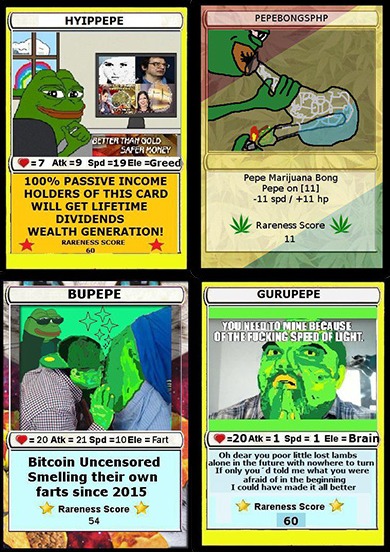 HYIPPEPE
BETTER THAN GOLD
SAFER MONEY
=7 Atk =9 Spd =19 Ele =Greed
100% PASSIVE INCOME
HOLDERS OF THIS CARD
WILL GET LIFETIME
DIVIDENDS
WEALTH GENERATION!
RARENESS SCORE
60
PEPEBONGSPHP
Pepe Marijuana Bong
Pepe on [11]
-11 spd / +11 hp
Rareness Score
11
BUPEPE
= 20 Atk = 21 Spd =10 Ele = Fart
Bitcoin Uncensored
Smelling their own
farts since 2015
Rareness Score
54
GURUPEPE
YOU NEED TO MINE BECAUSE
OF THE FUCKING SPEED OF LIGHT.
=20 Atk = 1 Spd = 1 Ele = Brain
Oh dear you poor little lost lambs
alone in the future with nowhere to turn
If only you´d told me what you were
afraid of in the beginning
I could have made it all better
Rareness Score
60